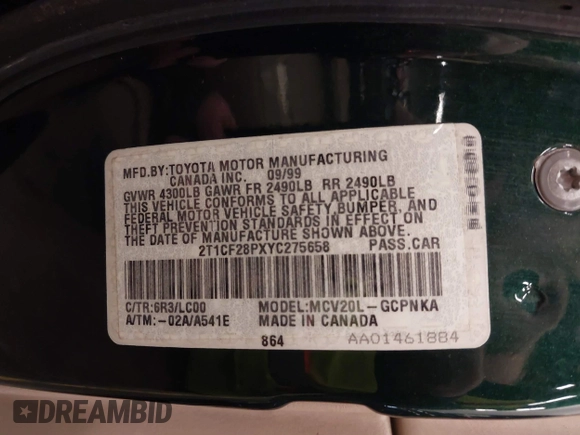 MFD.BY:TOYOTA MOTOR MANUFACTURING
CANADA INC. 09/99
GVWR 4300LB GAWR FR 2490LB RR 2490LB
THIS VEHICLE CONFORMS TO ALL APPLICABLE
FEDERAL MOTOR VEHICLE SAFETY, BUMPER, AND
THEFT PREVENTION STANDARDS IN EFFECT ON
THE DATE OF MANUFACTURE SHOWN ABOVE.
2T1CF28PXYC275658 PASS.CAR
C/TR:6R3/LC00 MODEL:MCV20L-GCPNKA
A/TM:-02A/A541E MADE IN CANADA
864 AA01461884
DREAMBID